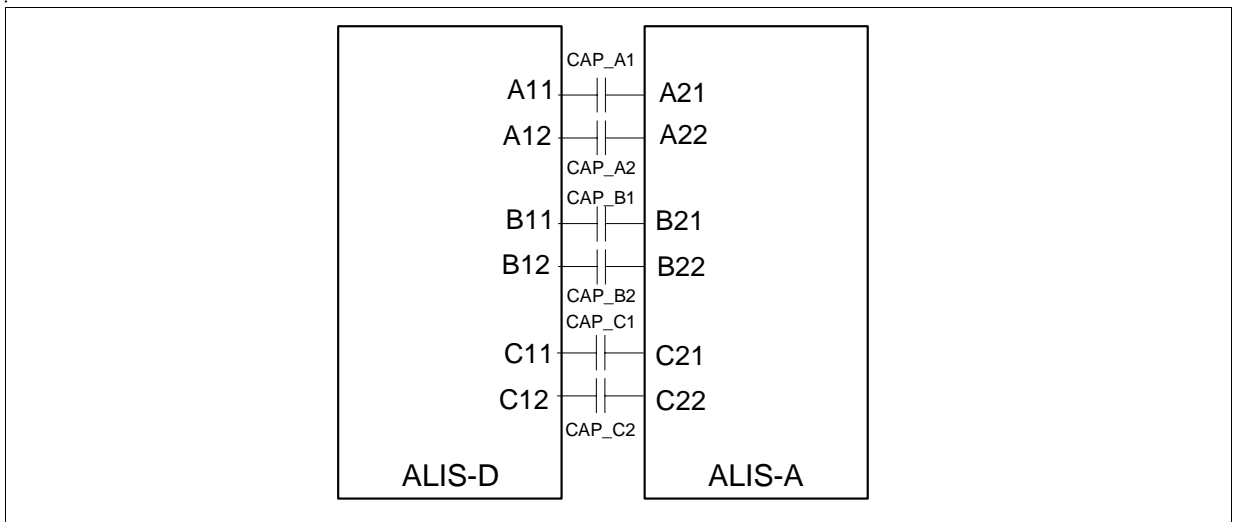 CAP_A1
A11 A21
A12 A22
CAP_A2
CAP_B1
B11 B21
B12 B22
CAP_B2
CAP_C1
C11 C21
C12 C22
CAP_C2
ALIS-D ALIS-A